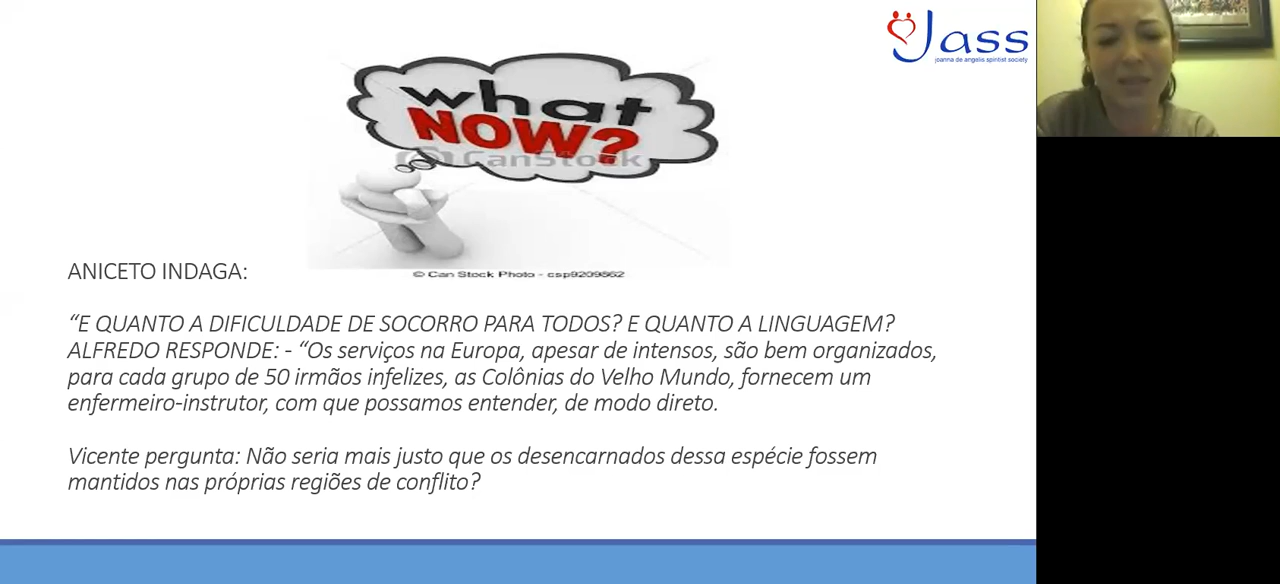 Jass
joanna de angelis spiritist society
what
NOW?
CanStock
© Can Stock Photo - csp9209862
ANICETO INDAGA:
“E QUANTO A DIFICULDADE DE SOCORRO PARA TODOS? E QUANTO A LINGUAGEM?
ALFREDO RESPONDE: - “Os serviços na Europa, apesar de intensos, são bem organizados,
para cada grupo de 50 irmãos infelizes, as Colônias do Velho Mundo, fornecem um
enfermeiro-instrutor, com que possamos entender, de modo direto.
Vicente pergunta: Não seria mais justo que os desencarnados dessa espécie fossem
mantidos nas próprias regiões de conflito?